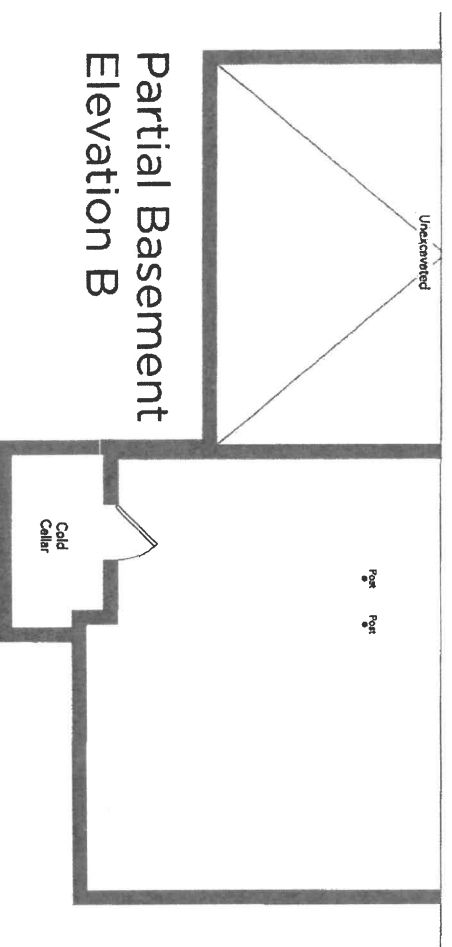 Partial Basement
Elevation B
Unexcavated
Post
Post
Cold
Cellar